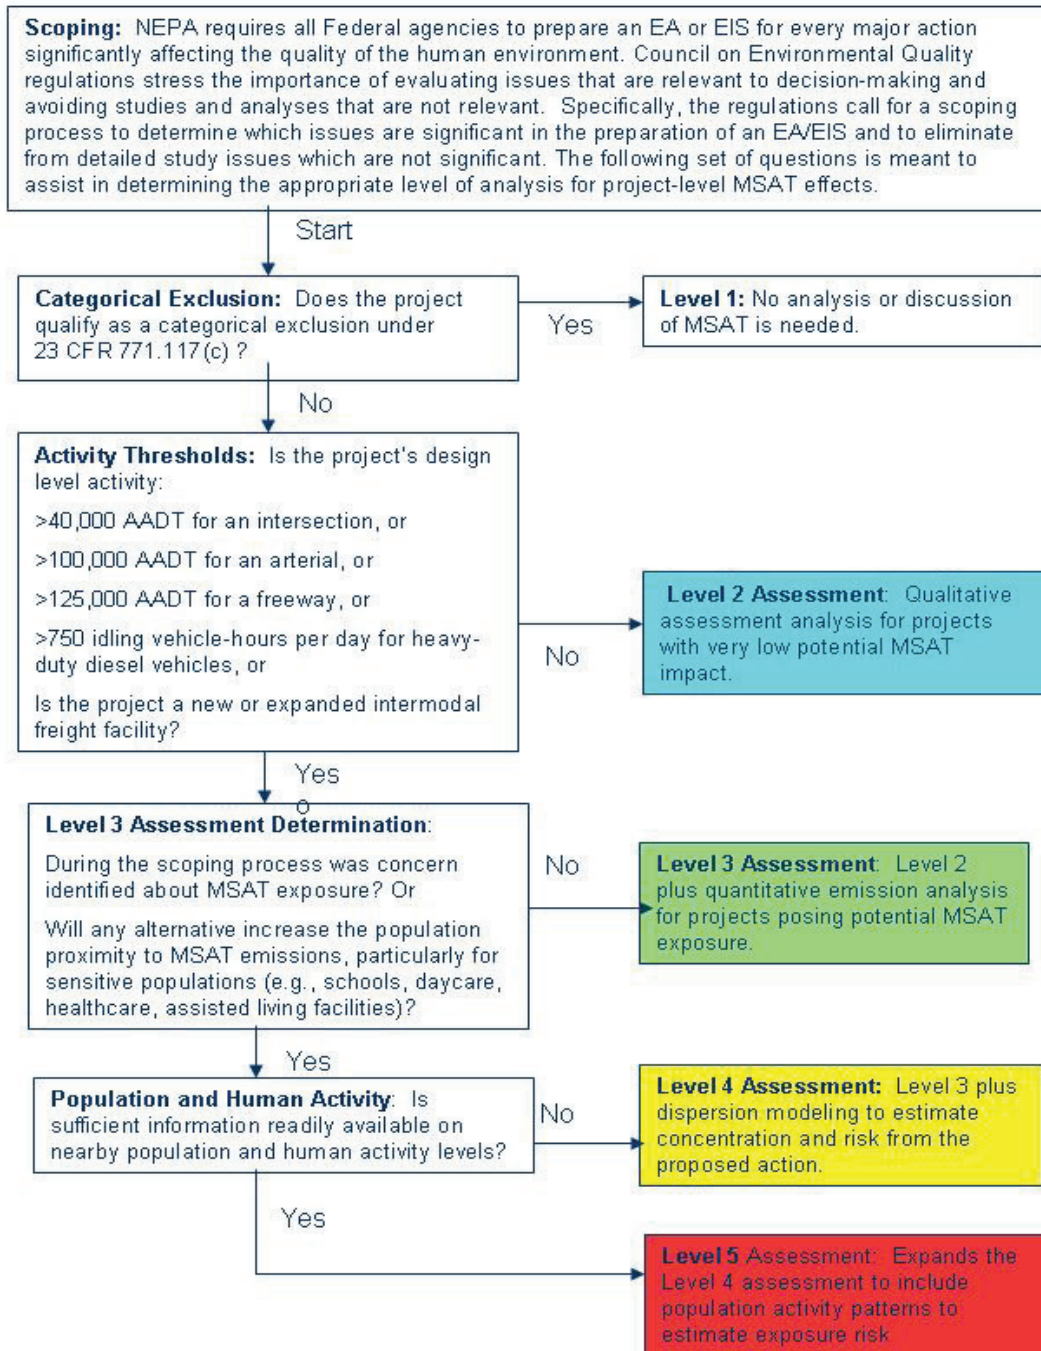 Scoping: NEPA requires all Federal agencies to prepare an EA or EIS for every major action
significantly affecting the quality of the human environment. Council on Environmental Quality
regulations stress the importance of evaluating issues that are relevant to decision-making and
avoiding studies and analyses that are not relevant. Specifically, the regulations call for a scoping
process to determine which issues are significant in the preparation of an EA/EIS and to eliminate
from detailed study issues which are not significant. The following set of questions is meant to
assist in determining the appropriate level of analysis for project-level MSAT effects.
Start
Categorical Exclusion: Does the project
qualify as a categorical exclusion under
23 CFR 771.117(c) ?
Yes
Level 1: No analysis or discussion
of MSAT is needed.
No
Activity Thresholds: Is the project's design
level activity:
>40,000 AADT for an intersection, or
>100,000 AADT for an arterial, or
>125,000 AADT for a freeway, or
>750 idling vehicle-hours per day for heavy-
duty diesel vehicles, or
Is the project a new or expanded intermodal
freight facility?
No
Level 2 Assessment: Qualitative
assessment analysis for projects
with very low potential MSAT
impact.
Yes
o
Level 3 Assessment Determination:
During the scoping process was concern
identified about MSAT exposure? Or
Will any alternative increase the population
proximity to MSAT emissions, particularly for
sensitive populations (e.g., schools, daycare,
healthcare, assisted living facilities)?
No
Level 3 Assessment: Level 2
plus quantitative emission analysis
for projects posing potential MSAT
exposure.
Yes
Population and Human Activity: Is
sufficient information readily available on
nearby population and human activity levels?
No
Level 4 Assessment: Level 3 plus
dispersion modeling to estimate
concentration and risk from the
proposed action.
Yes
Level 5 Assessment: Expands the
Level 4 assessment to include
population activity patterns to
estimate exposure risk